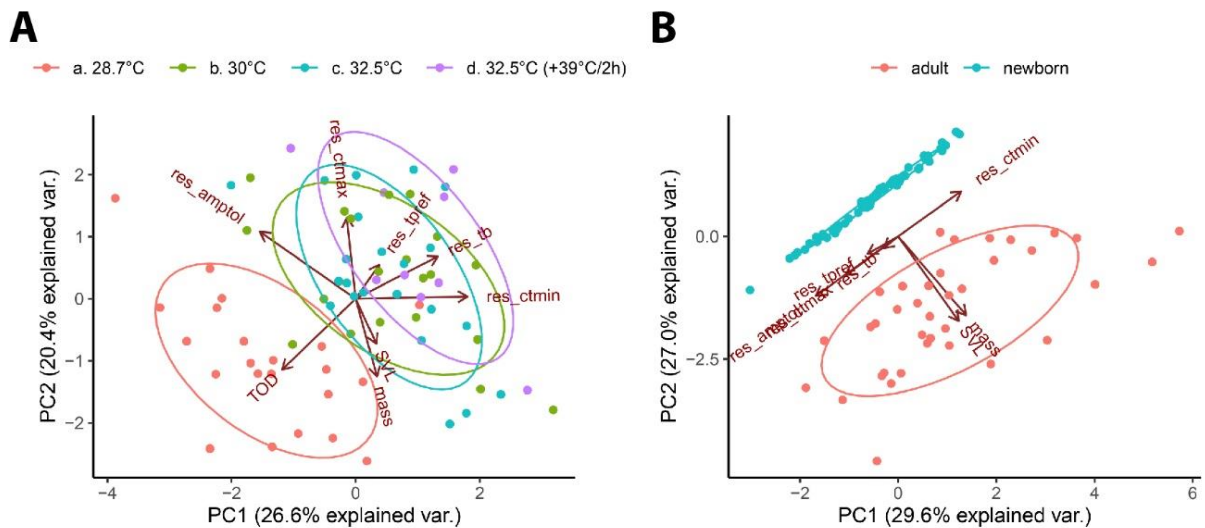 A
B
a. 28.7°C b. 30°C c. 32.5°C d. 32.5°C (+39°C/2h)
adult newborn
PC2 (20.4% explained var.)
2
1
0
−1
−2
res_amptol
res_ctmax
res_tpref
res_tb
res_ctmin
TOD
SVL
mass
−4 −2 0 2
PC1 (26.6% explained var.)
PC2 (27.0% explained var.)
0.0
−2.5
res_ctmin
res_tpref
res_tb
res_ctmax
res_amptol
mass
SVL
−2 0 2 4 6
PC1 (29.6% explained var.)